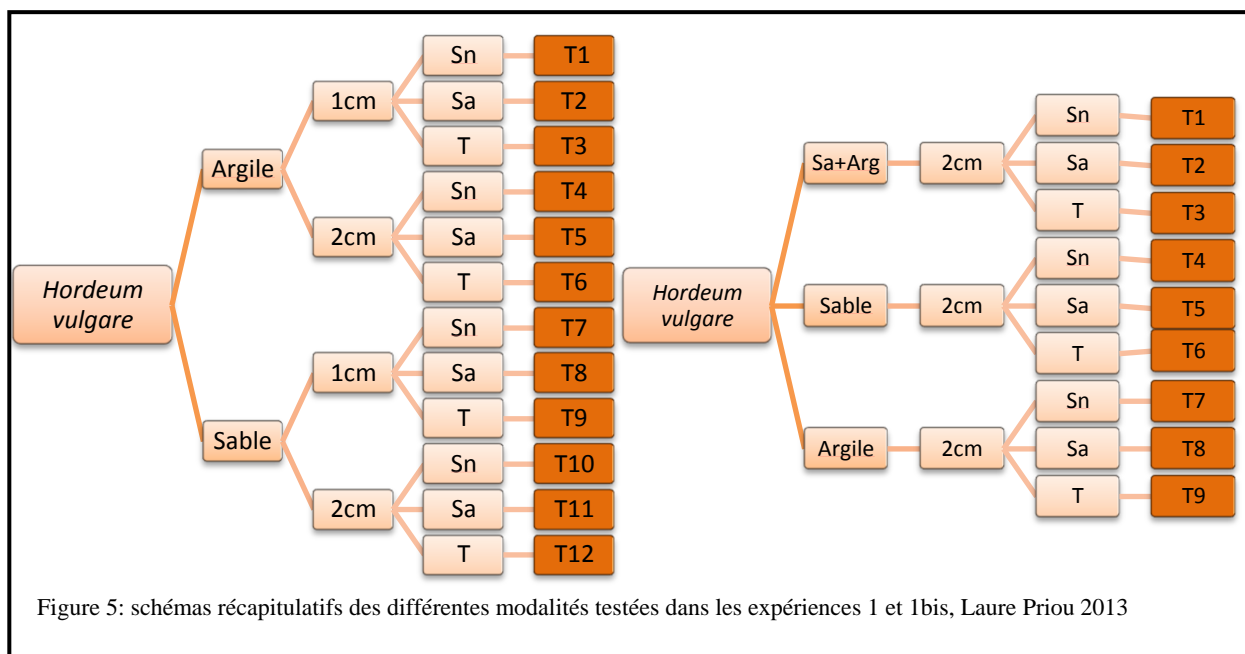 Hordeum
vulgare
Argile
1cm
Sn
T1
Sa
T2
T
T3
2cm
Sn
T4
Sa
T5
T
T6
Sable
1cm
Sn
T7
Sa
T8
T
T9
2cm
Sn
T10
Sa
T11
T
T12
Hordeum
vulgare
Sa+Arg
2cm
Sn
T1
Sa
T2
T
T3
Sable
2cm
Sn
T4
Sa
T5
T
T6
Argile
2cm
Sn
T7
Sa
T8
T
T9
Figure 5: schémas récapitulatifs des différentes modalités testées dans les expériences 1 et 1bis, Laure Priou 2013